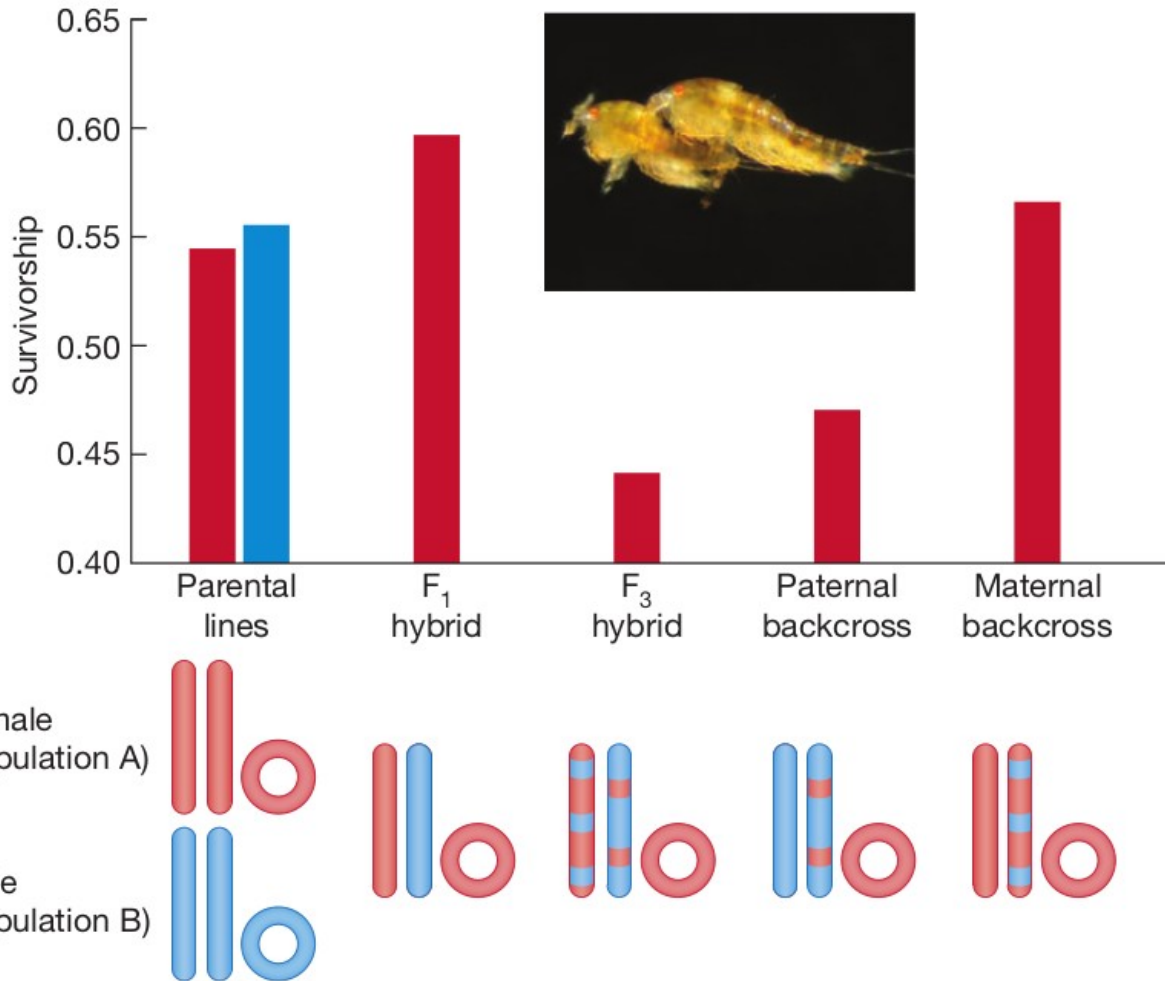 0.65
0.60
0.55
0.50
0.45
0.40
Survivorship
Parental
lines
F1
hybrid
F3
hybrid
Paternal
backcross
Maternal
backcross
male
pulation A)
e
pulation B)